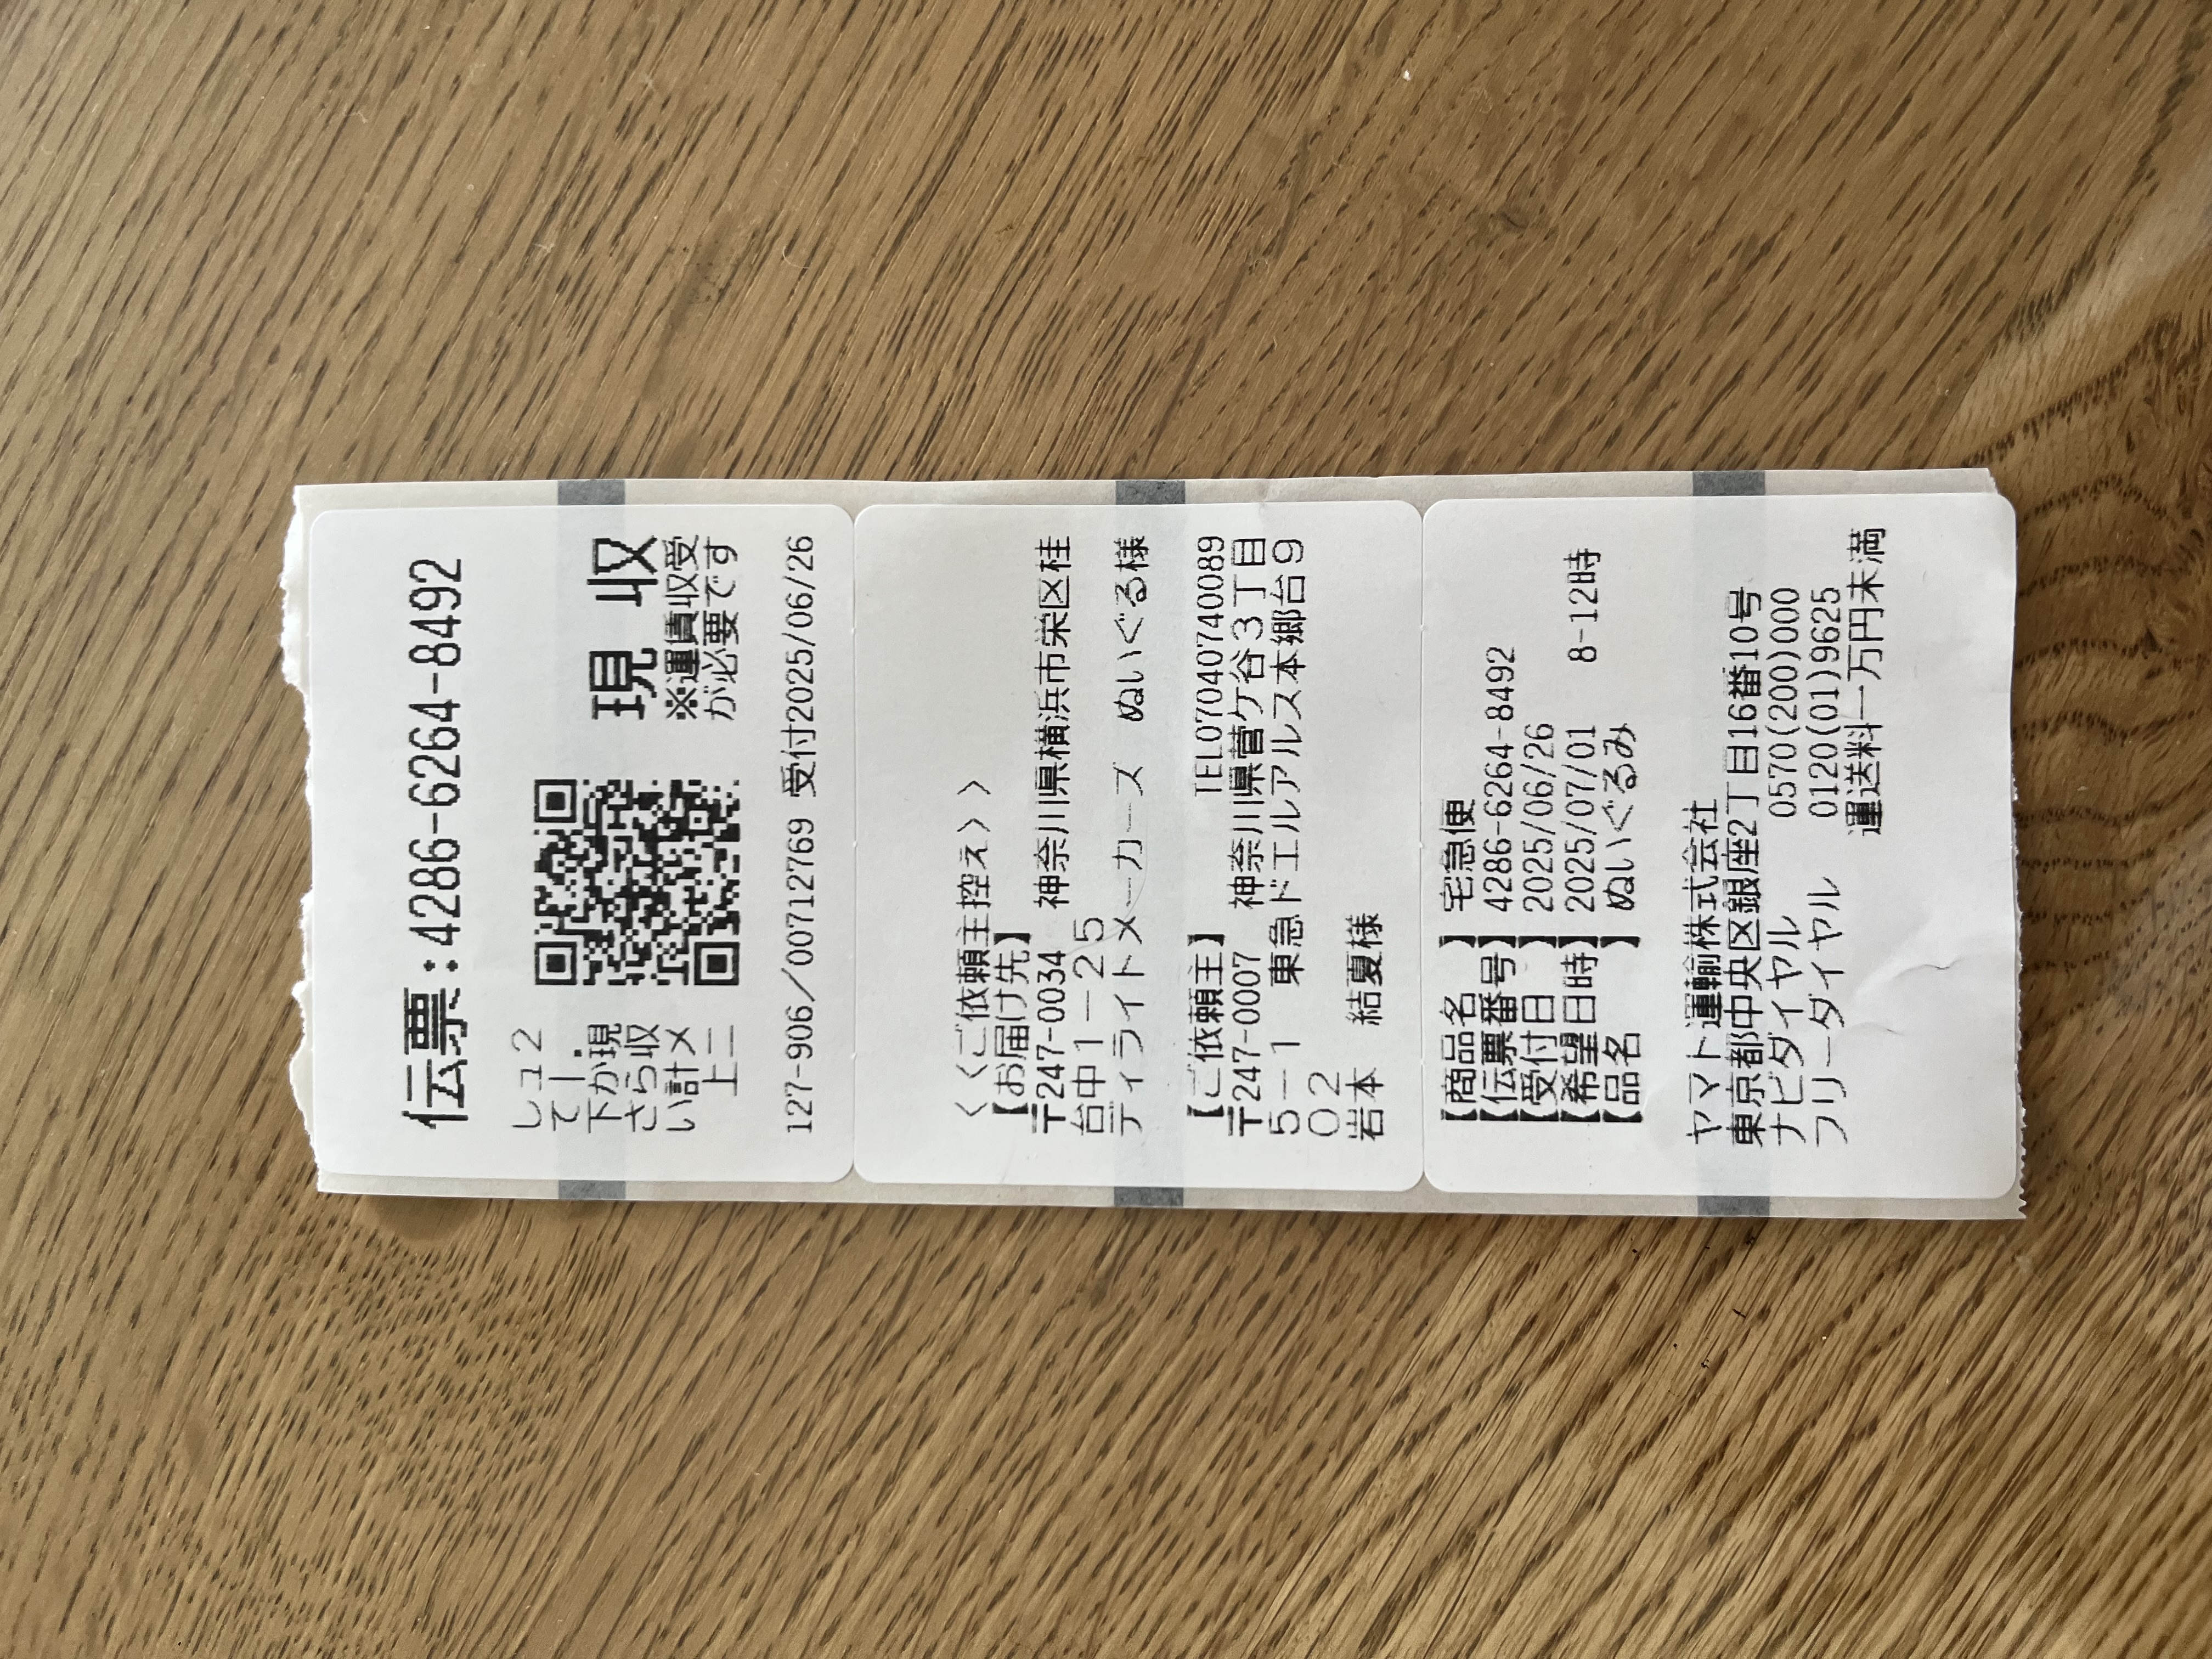 伝票:4286-6264-8492
しュ2
てー.
下か現
さら収
い計メ
上ニ
現 収
※運賃収受
が必要です
127-906/00712769 受付2025/06/26
<<ご依頼主控え>>
【お届け先】
〒247-0034 神奈川県横浜市栄区桂
台中1-25
ティライトメーカーズ ぬいぐる様
【ご依頼主】 TEL07040740089
〒247-0007 神奈川県菅ケ谷3丁目
5-1 東急ドエルアルス本郷台9
02
岩本 結夏様
【商品名】 宅急便
【伝票番号】4286-6264-8492
【受付日】 2025/06/26
【希望日時】2025/07/01 8-12時
【品名】 ぬいぐるみ
ヤマト運輸株式会社
東京都中央区銀座2丁目16番10号
ナビダイヤル 0570(200)000
フリーダイヤル 0120(01)9625
運送料一万円未満